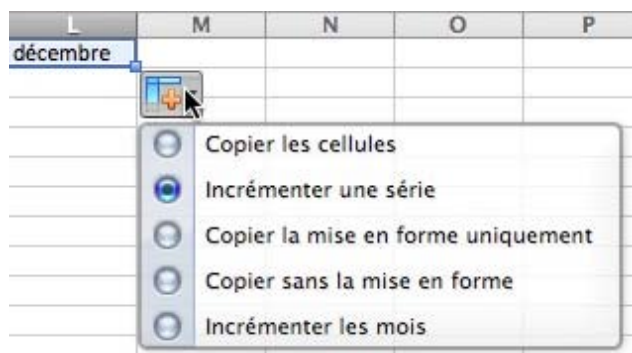 L M N O P
décembre
Copier les cellules
Incrémenter une série
Copier la mise en forme uniquement
Copier sans la mise en forme
Incrémenter les mois